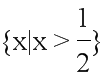 {x|x > 1/2}